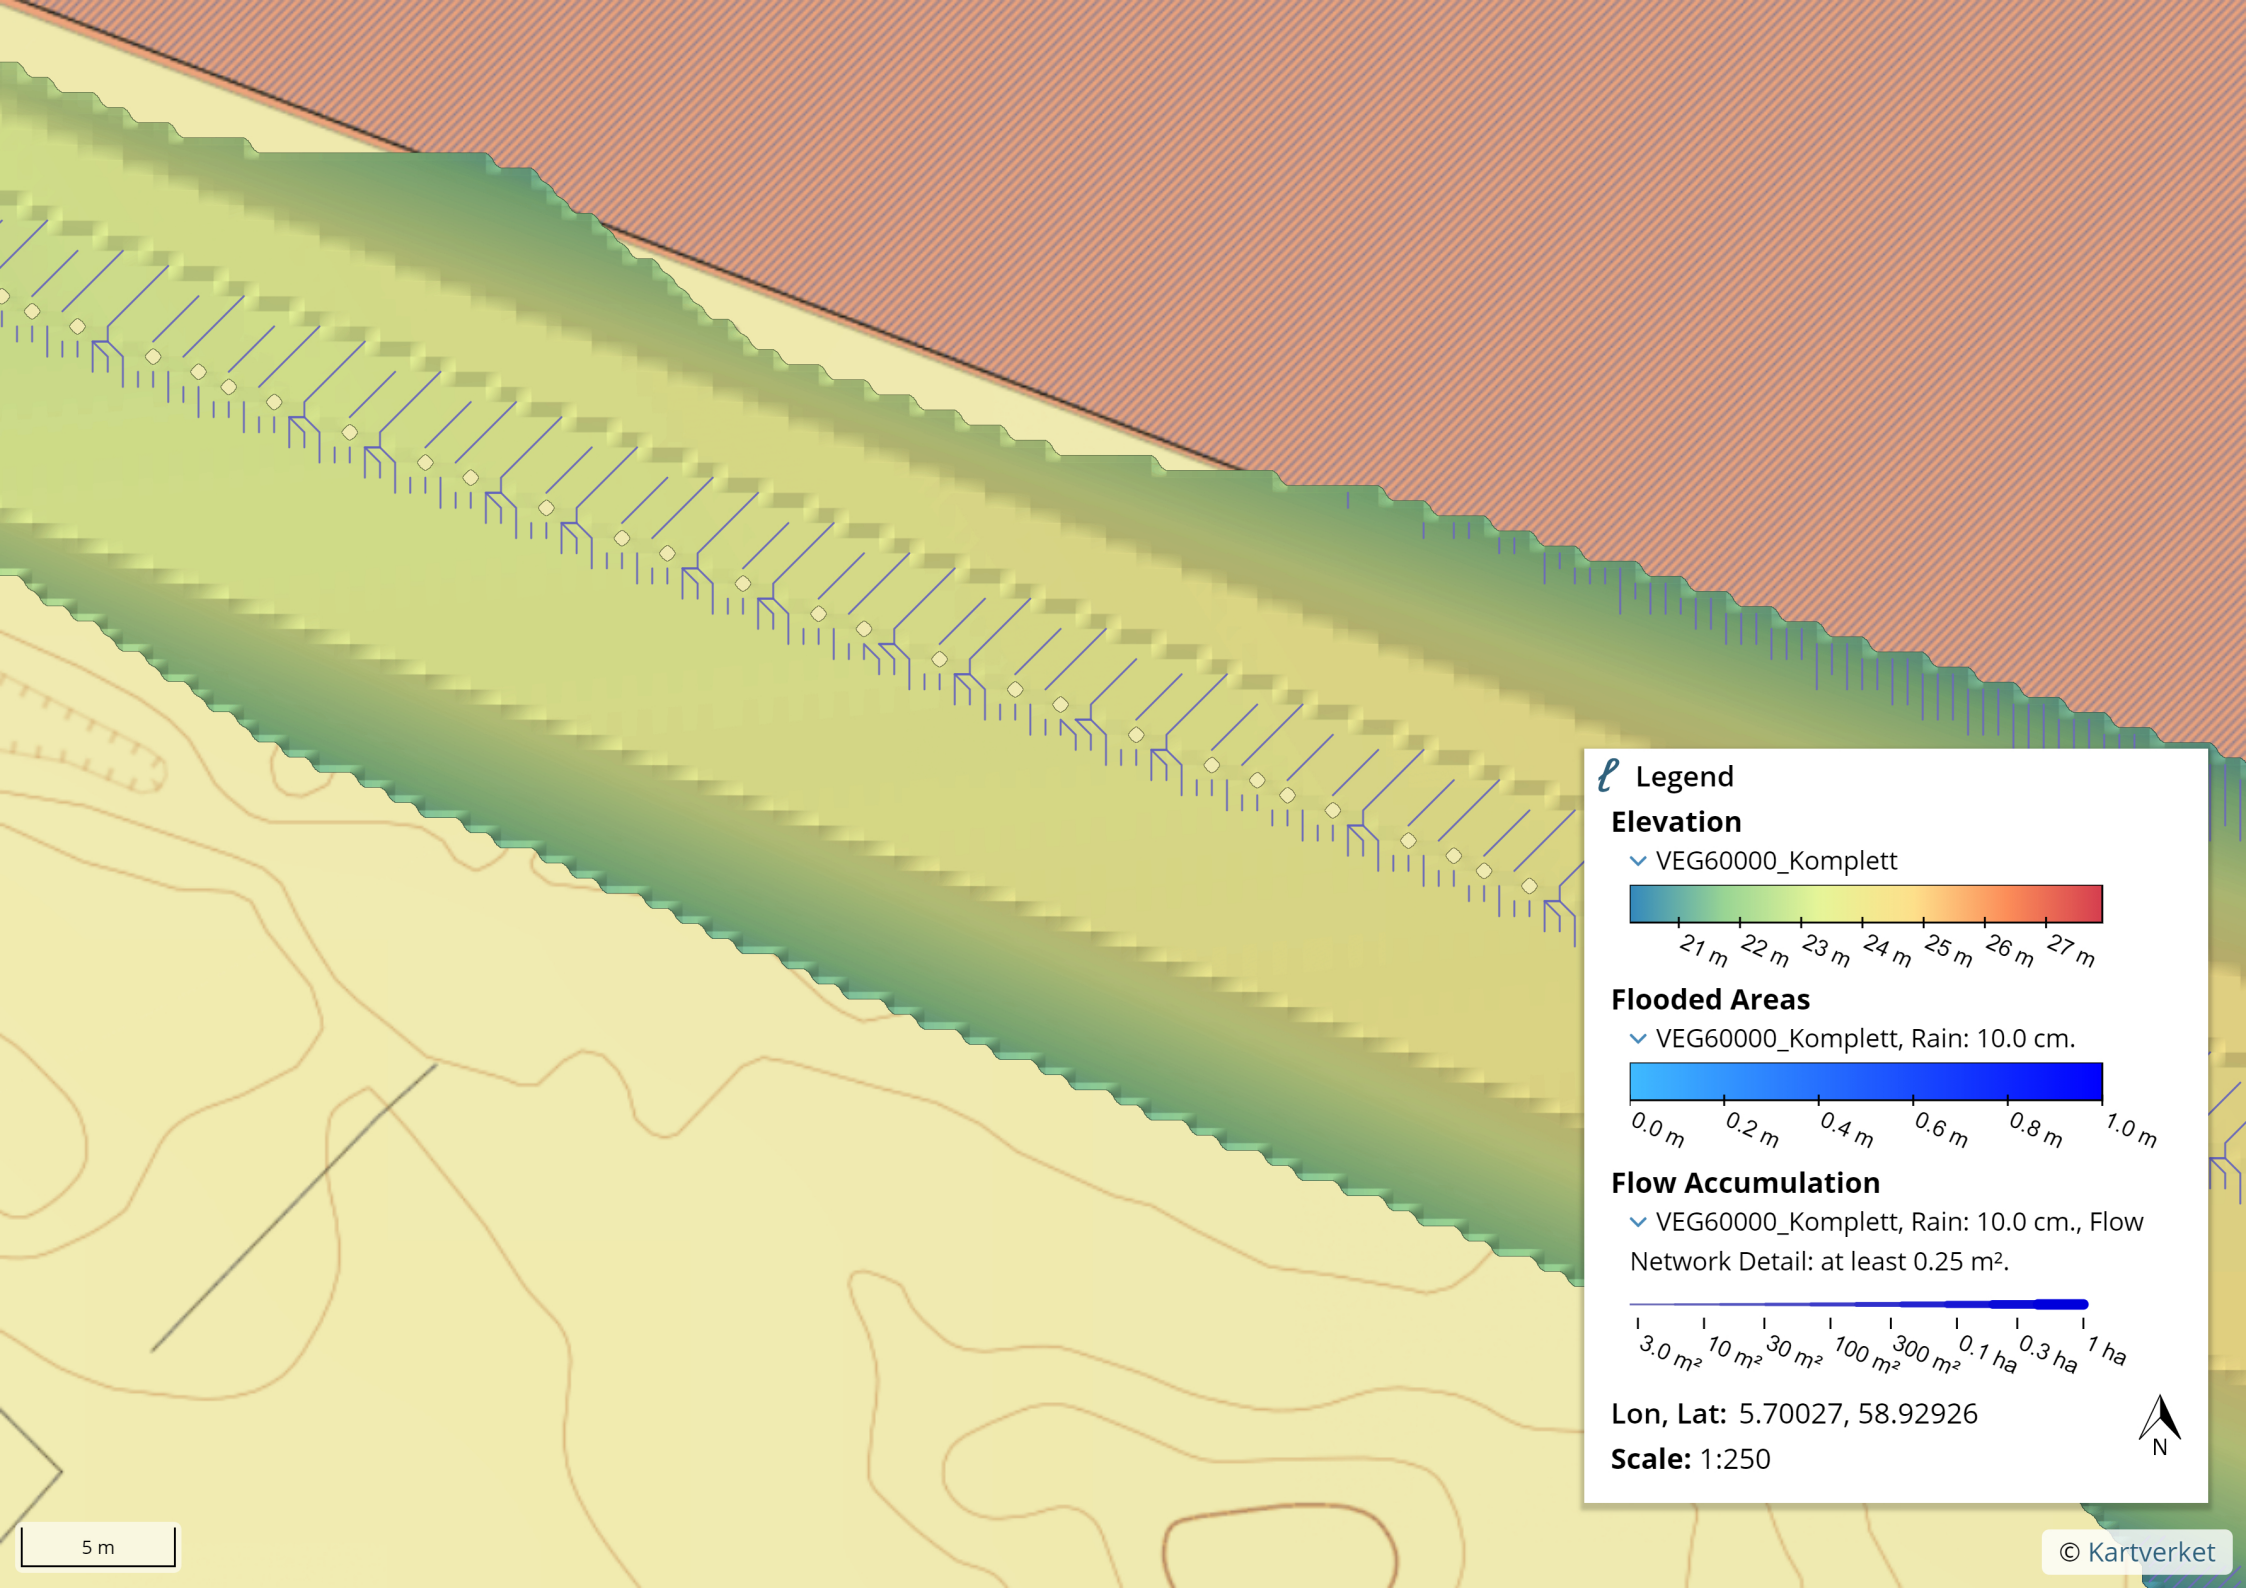 Legend
Elevation
VEG60000_Komplett
21 m 22 m 23 m 24 m 25 m 26 m 27 m
Flooded Areas
VEG60000_Komplett, Rain: 10.0 cm.
0.0 m 0.2 m 0.4 m 0.6 m 0.8 m 1.0 m
Flow Accumulation
VEG60000_Komplett, Rain: 10.0 cm., Flow
Network Detail: at least 0.25 m².
3.0 m² 10 m² 30 m² 100 m² 300 m² 0.1 ha 0.3 ha 1 ha
Lon, Lat: 5.70027, 58.92926
N
Scale: 1:250
5 m
© Kartverket